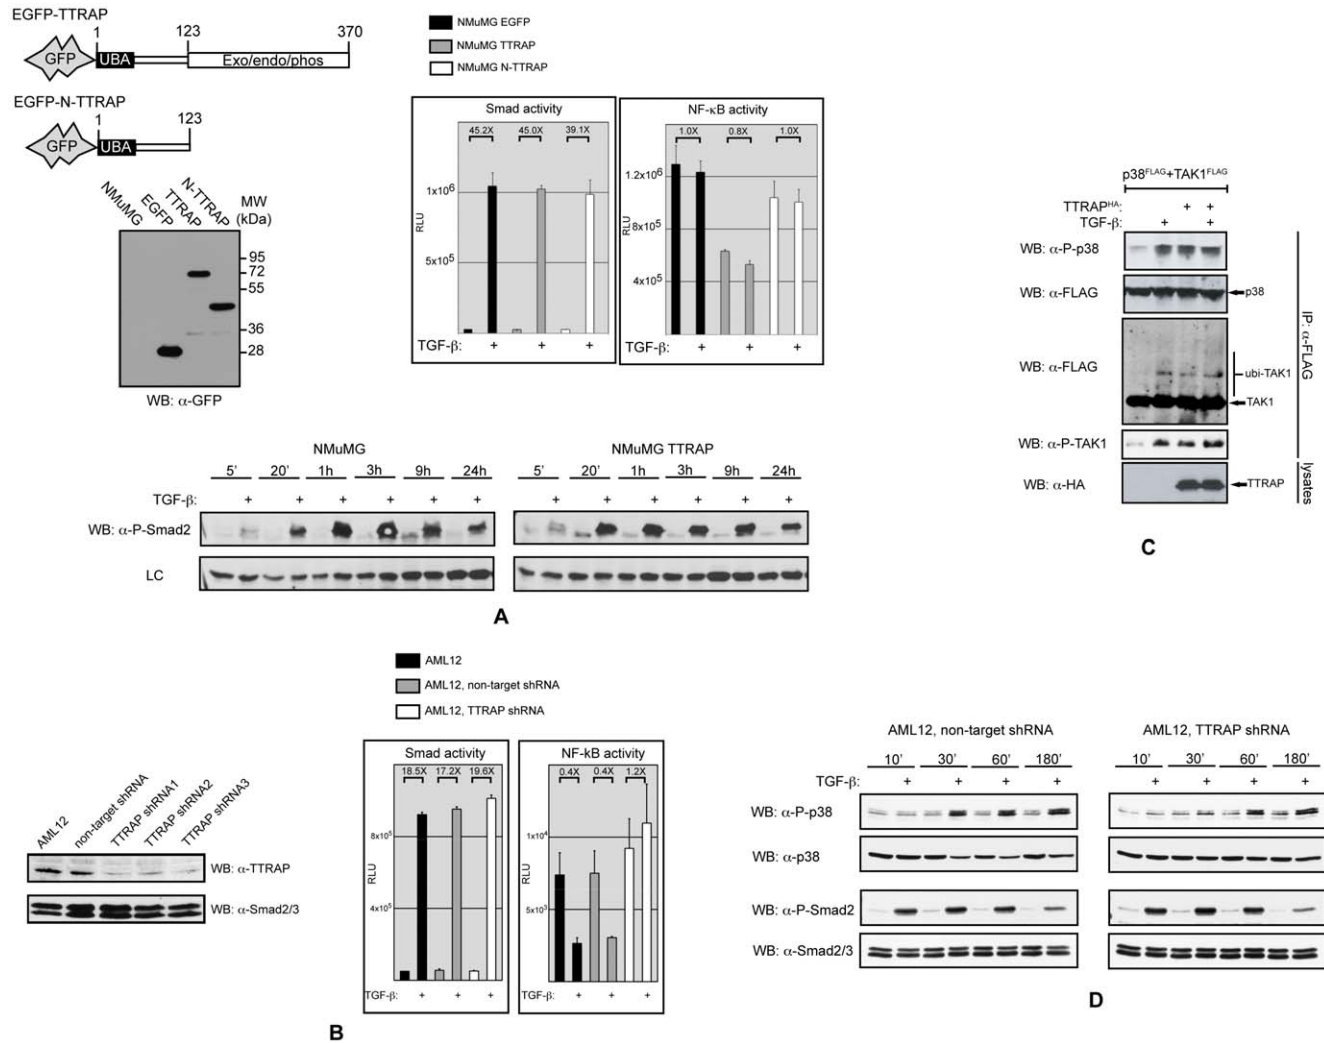 EGFP-TTRAP
1 123 370
GFP UBA Exo/endo/phos
EGFP-N-TTRAP
1 123
GFP UBA
NMuMG EGFP TTRAP N-TTRAP
MW
(kDa)
95
72
55
36
28
WB: α-GFP
NMuMG EGFP
NMuMG TTRAP
NMuMG N-TTRAP
Smad activity
45.2X 45.0X 39.1X
1x10⁶
5x10⁵
RLU
TGF-β: + + +
NF-κB activity
1.0X 0.8X 1.0X
1.2x10⁶
8x10⁵
4x10⁵
RLU
TGF-β: + + +
NMuMG NMuMG TTRAP
5' 20' 1h 3h 9h 24h 5' 20' 1h 3h 9h 24h
TGF-β: + + + + + + + + + + + +
WB: α-P-Smad2
LC
A
p38FLAG+TAK1FLAG
TTRAPHA: + +
TGF-β: + +
WB: α-P-p38
WB: α-FLAG p38
WB: α-FLAG ubi-TAK1
TAK1
WB: α-P-TAK1
WB: α-HA TTRAP
IP: α-FLAG
lysates
C
AML12
AML12, non-target shRNA
AML12, TTRAP shRNA
AML12 non-target shRNA TTRAP shRNA1 TTRAP shRNA2 TTRAP shRNA3
WB: α-TTRAP
WB: α-Smad2/3
Smad activity
18.5X 17.2X 19.6X
8x10⁵
4x10⁵
RLU
TGF-β: + + +
NF-kB activity
0.4X 0.4X 1.2X
1x10⁴
5x10³
RLU
TGF-β: + + +
B
AML12, non-target shRNA AML12, TTRAP shRNA
10' 30' 60' 180' 10' 30' 60' 180'
TGF-β: + + + + + + + +
WB: α-P-p38
WB: α-p38
WB: α-P-Smad2
WB: α-Smad2/3
D